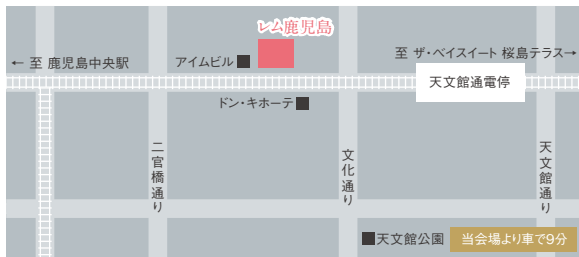 レム鹿児島
至 ザ・ベイスイート 桜島テラス→
← 至 鹿児島中央駅
アイムビル
天文館通電停
ドン・キホーテ
二官橋通り
文化通り
天文館通り
天文館公園
当会場より車で9分